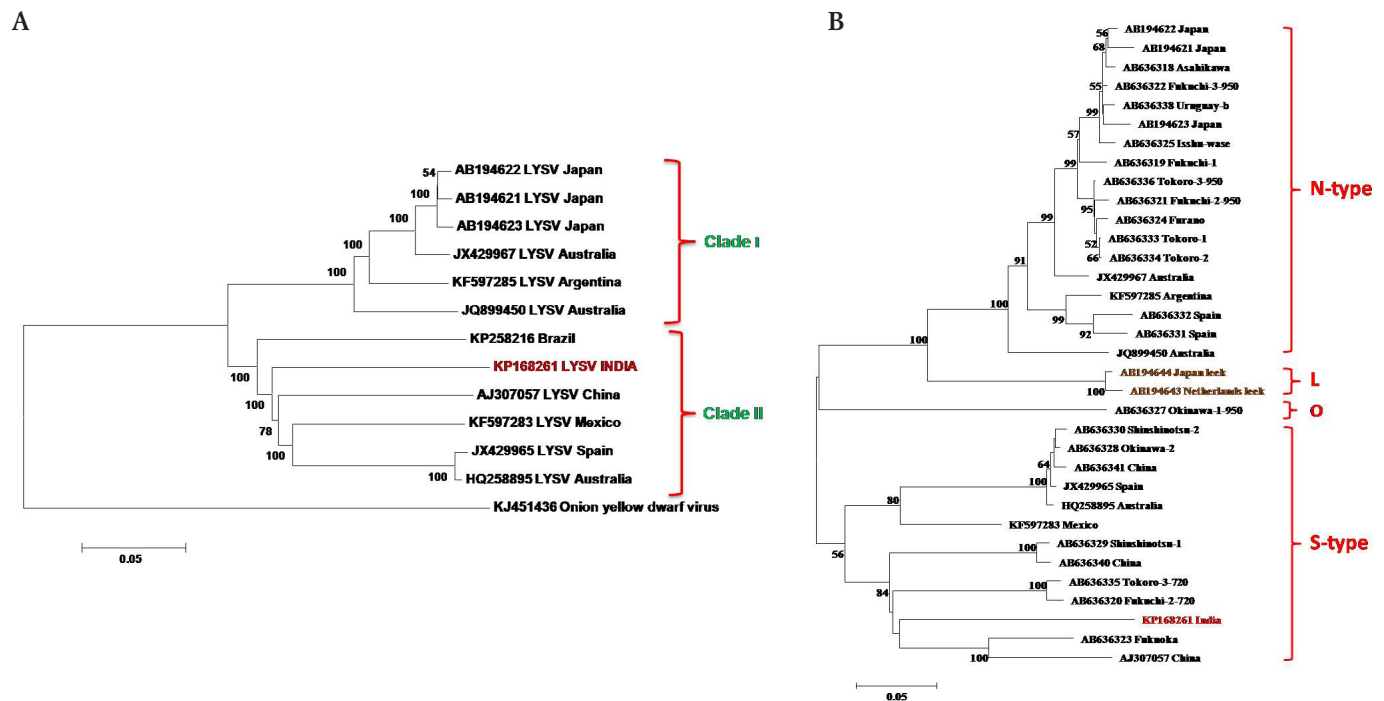 A
54
AB194622 LYSV Japan
100
AB194621 LYSV Japan
100
AB194623 LYSV Japan
100
JX429967 LYSV Australia
Clade I
100
KF597285 LYSV Argentina
JQ899450 LYSV Australia
KP258216 Brazil
100
KP168261 LYSV INDIA
100
AJ307057 LYSV China
Clade II
78
KF597283 LYSV Mexico
JX429965 LYSV Spain
100
HQ258895 LYSV Australia
KJ451436 Onion yellow dwarf virus
0.05
B
56
AB194622 Japan
68
AB194621 Japan
AB636318 Asahikawa
55
AB636322 Fukuchi-3-950
AB636338 Uruguay-b
99
AB194623 Japan
57
AB636325 Isshu-wase
99
AB636319 Fukuchi-1
AB636336 Tokoro-3-950
N-type
95
AB636321 Fukuchi-2-950
99
AB636324 Furano
52
AB636333 Tokoro-1
66
AB636334 Tokoro-2
91
JX429967 Australia
KF597285 Argentina
100
99
AB636332 Spain
92
AB636331 Spain
100
JQ899450 Australia
AB194644 Japan leek
L
100
AB194643 Netherlands leek
AB636327 Okinawa-1-950
O
AB636330 Shinshinotsu-2
AB636328 Okinawa-2
64
AB636341 China
100
JX429965 Spain
80
HQ258895 Australia
KF597283 Mexico
AB636329 Shinshinotsu-1
S-type
56
100
AB636340 China
AB636335 Tokoro-3-720
84
100
AB636320 Fukuchi-2-720
KP168261 India
AB636323 Fukuoka
100
AJ307057 China
0.05